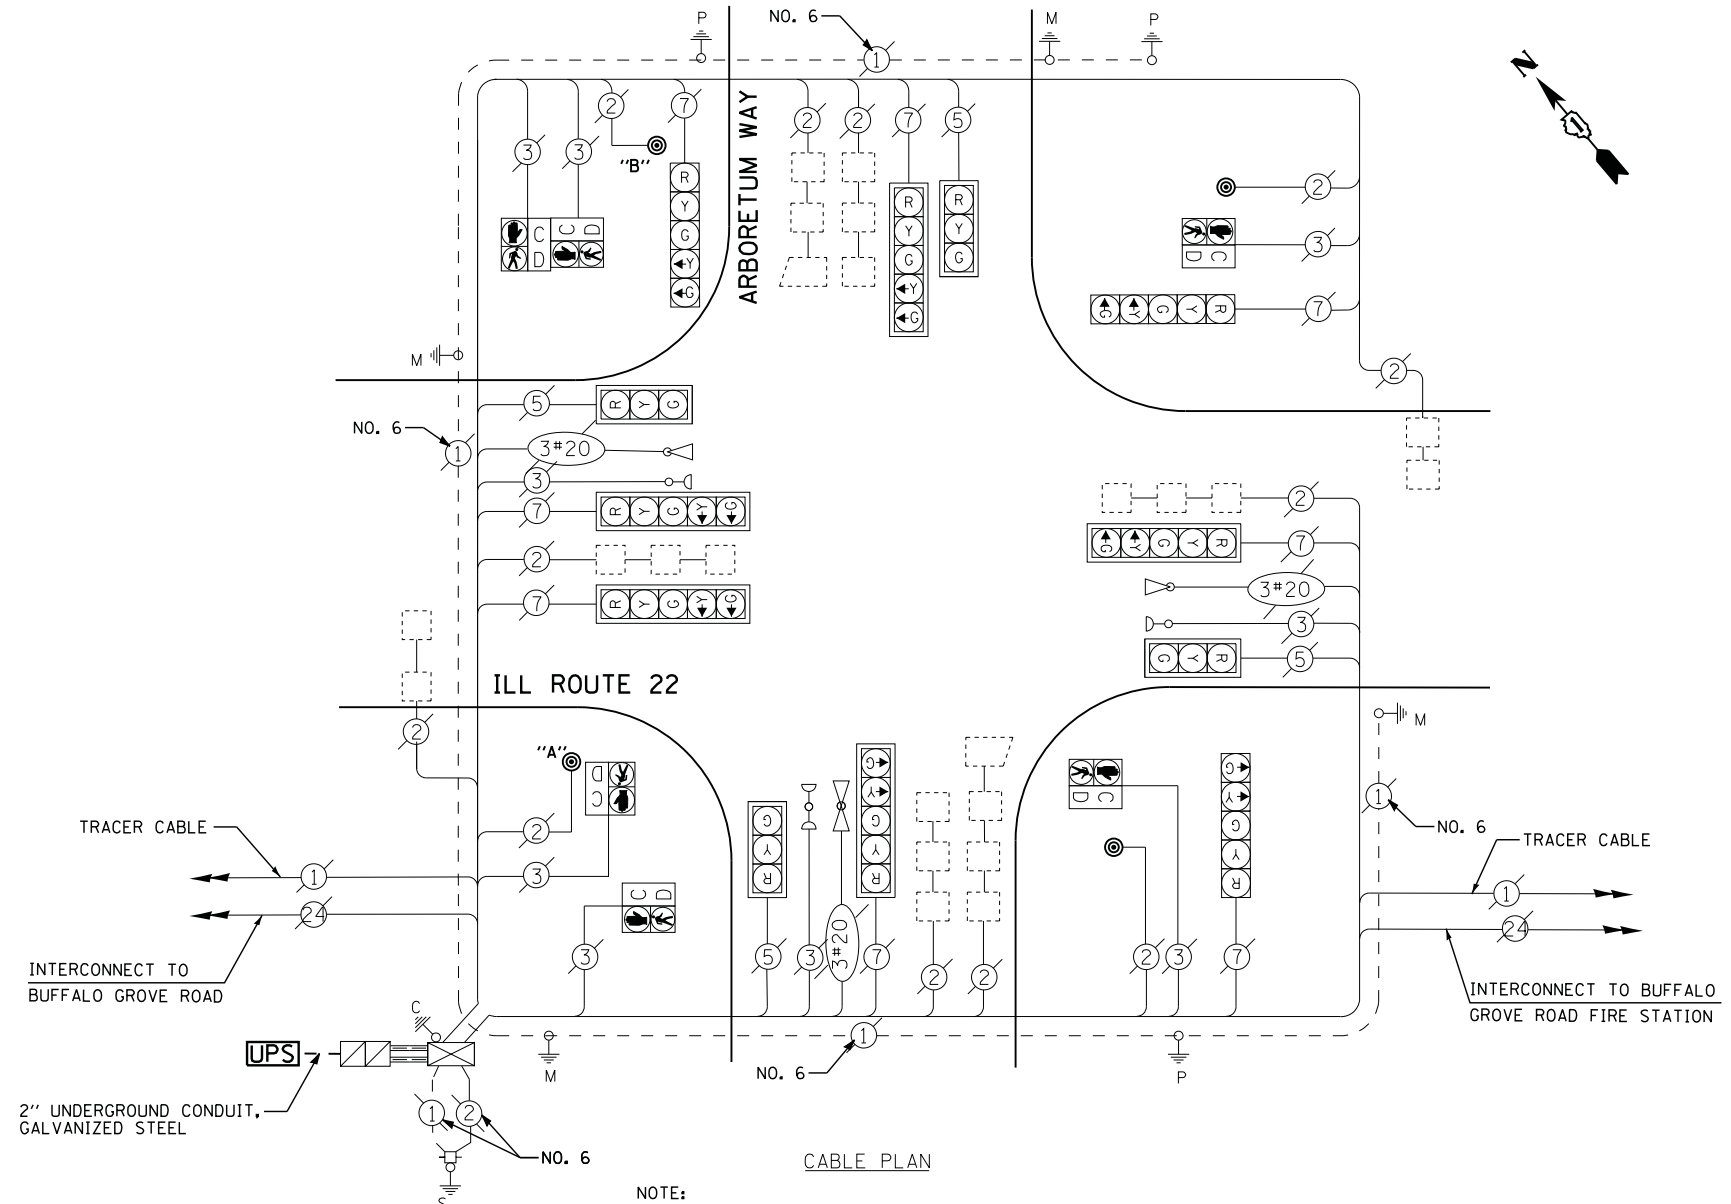 P
NO. 6
1
M
P
N
2
7
3
3
"B"
ARBORETUM WAY
2
2
7
5
2
3
7
2
C
D
C
D
R
Y
G
Y
G
R
Y
G
Y
G
R
Y
G
C
D
G
Y
G
Y
R
M
5
R Y G
NO. 6
1
3#20
3
7
R Y G Y G
2
7
R Y G Y G
2
G Y G Y R
7
3#20
3
G Y R
5
ILL ROUTE 22
2
"A"
C
D
2
3
C
D
3
TRACER CABLE
1
24
INTERCONNECT TO
BUFFALO GROVE ROAD
G
Y
R
5
3
3#20
G
Y
G
Y
R
7
2
2
C
D
2
3
G
Y
G
Y
R
7
M
1
NO. 6
TRACER CABLE
1
24
INTERCONNECT TO BUFFALO
GROVE ROAD FIRE STATION
C
UPS
2" UNDERGROUND CONDUIT,
GALVANIZED STEEL
M
NO. 6
1
P
1
2
NO. 6
S
CABLE PLAN
NOTE: